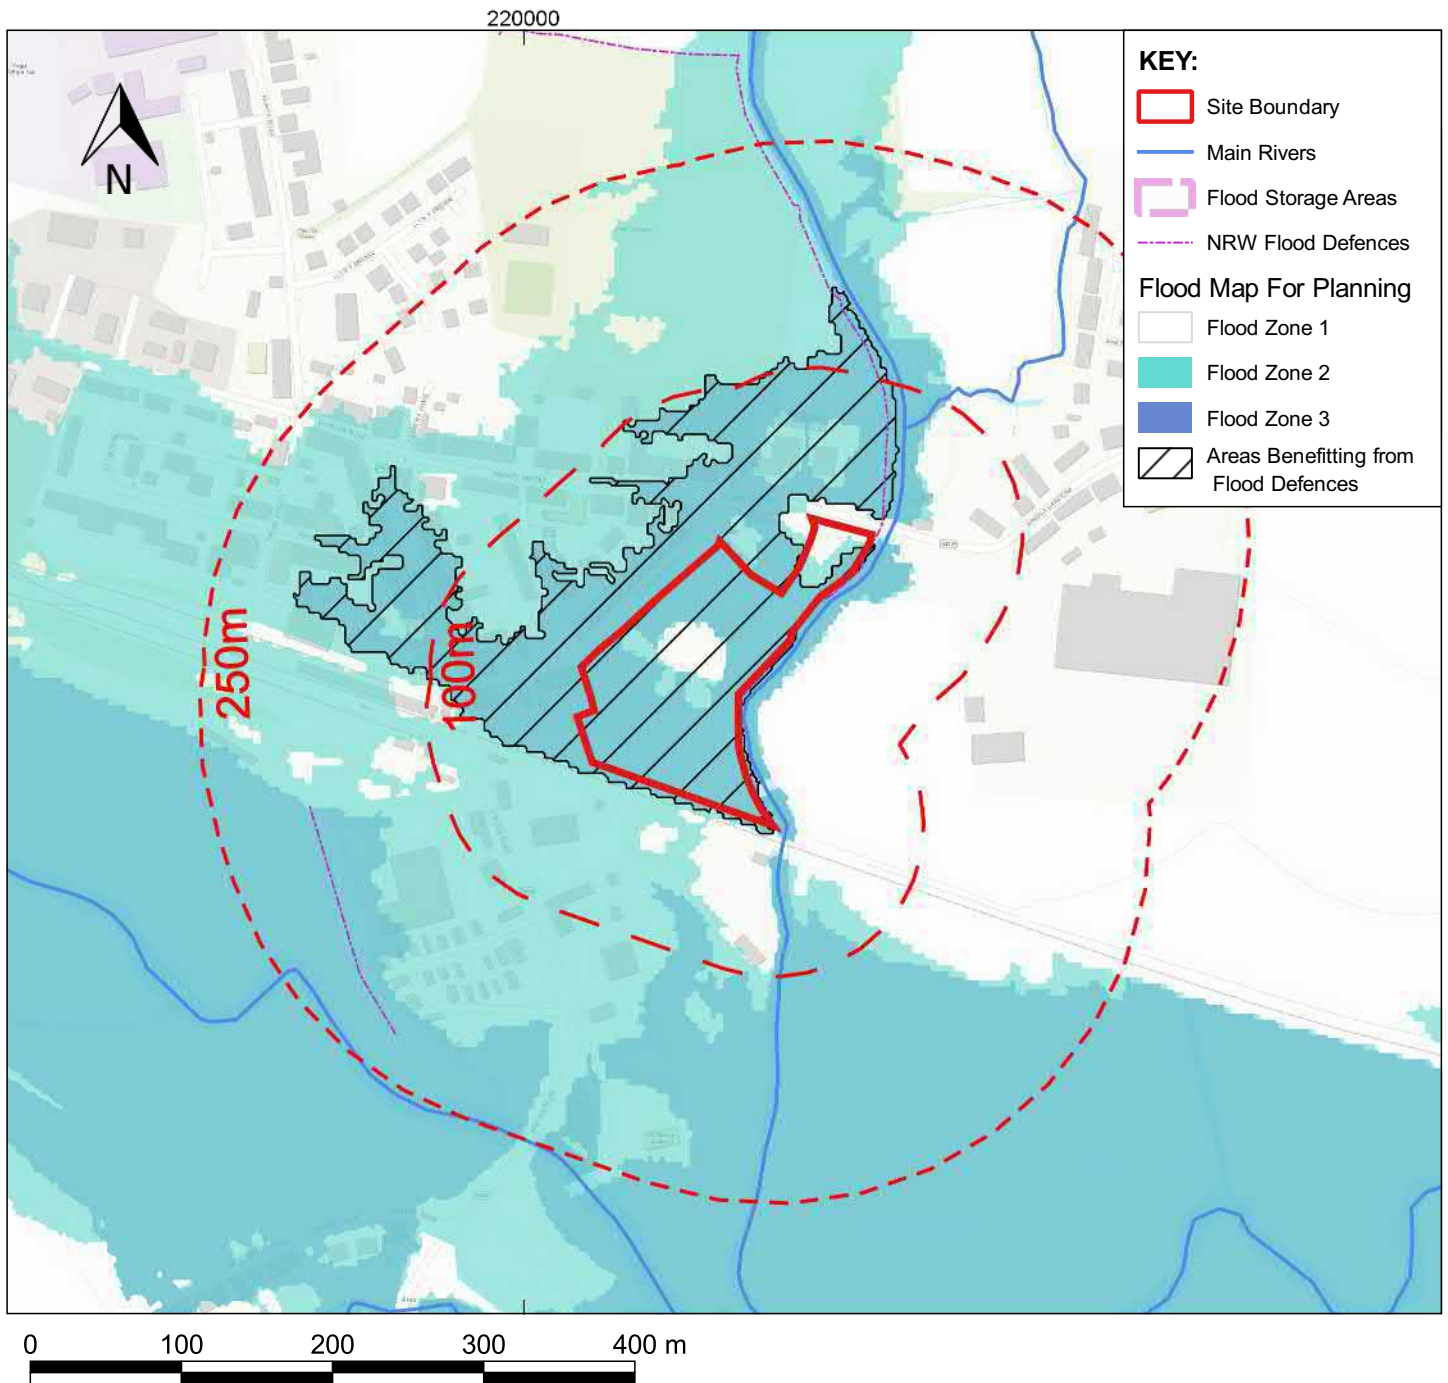 220000
N
KEY:
Site Boundary
Main Rivers
Flood Storage Areas
NRW Flood Defences
Flood Map For Planning
Flood Zone 1
Flood Zone 2
Flood Zone 3
Areas Benefitting from
Flood Defences
250m
100m
0 100 200 300 400 m